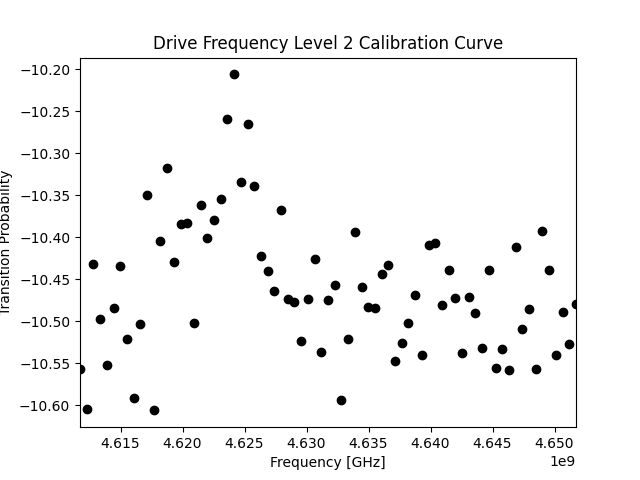 Drive Frequency Level 2 Calibration Curve
−10.20
−10.25
−10.30
−10.35
−10.40
−10.45
−10.50
−10.55
−10.60
Transition Probability
4.615 4.620 4.625 4.630 4.635 4.640 4.645 4.650
1e9
Frequency [GHz]